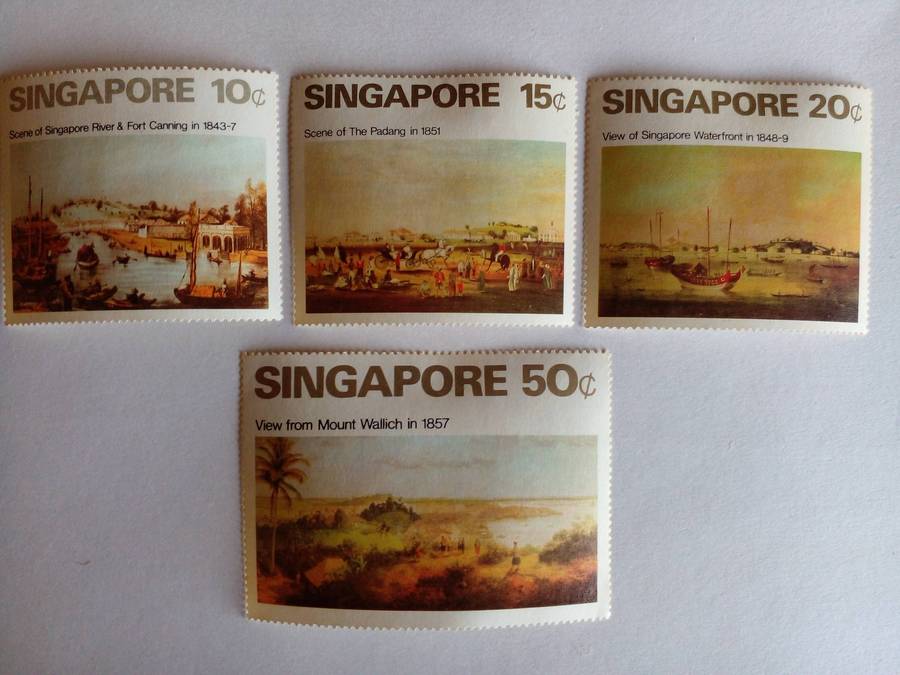 SINGAPORE 10¢
Scene of Singapore River & Fort Canning in 1843-7
SINGAPORE 15¢
Scene of The Padang in 1851
SINGAPORE 20¢
View of Singapore Waterfront in 1848-9
SINGAPORE 50¢
View from Mount Wallich in 1857